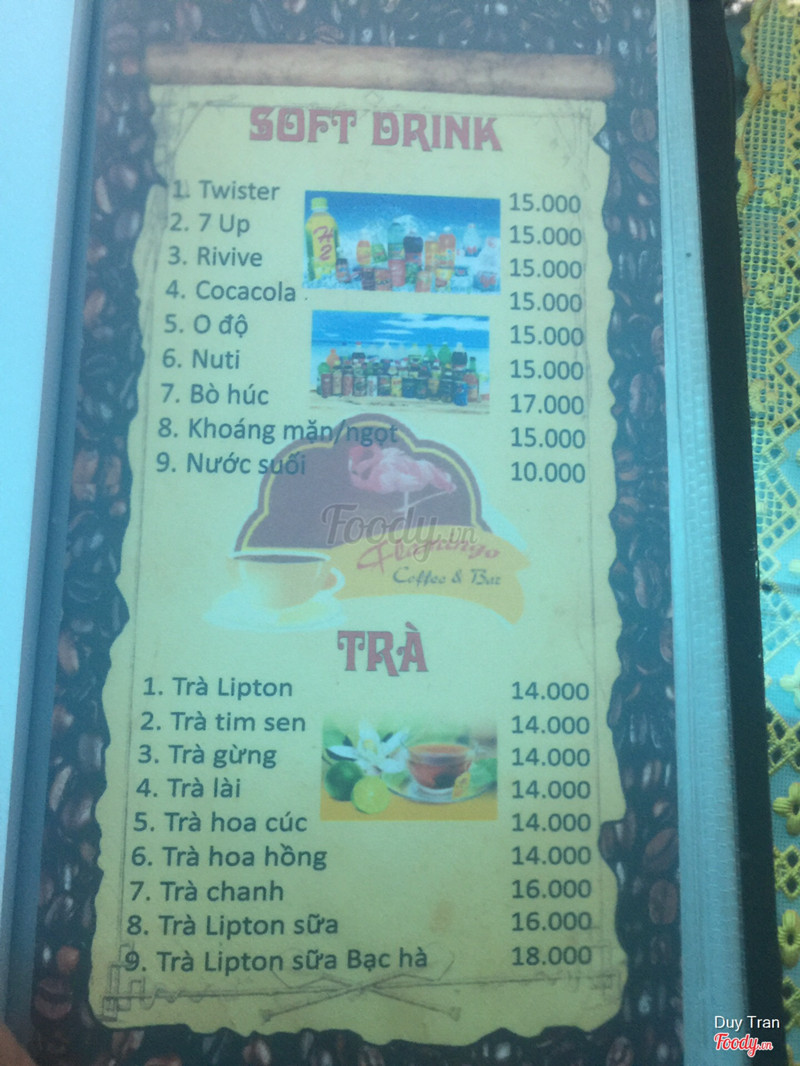 SOFT DRINK
1. Twister 15.000
2. 7 Up 15.000
3. Rivive 15.000
4. Cocacola 15.000
5. O độ 15.000
6. Nuti 15.000
7. Bò húc 17.000
8. Khoáng mặn/ngọt 15.000
9. Nước suối 10.000
Foody.vn
Flamingo
Coffee & Bar
TRÀ
1. Trà Lipton 14.000
2. Trà tim sen 14.000
3. Trà gừng 14.000
4. Trà lài 14.000
5. Trà hoa cúc 14.000
6. Trà hoa hồng 14.000
7. Trà chanh 16.000
8. Trà Lipton sữa 16.000
9. Trà Lipton sữa Bạc hà 18.000
Duy Tran
Foody.vn